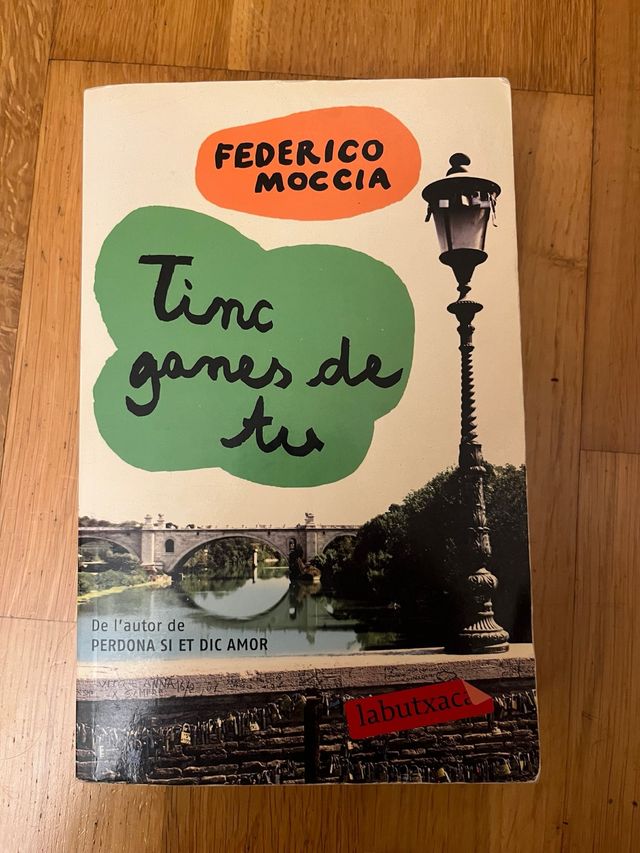 FEDERICO
MOCCIA
Tinc
ganes de
tu
De l'autor de
PERDONA SI ET DIC AMOR
labutxaca